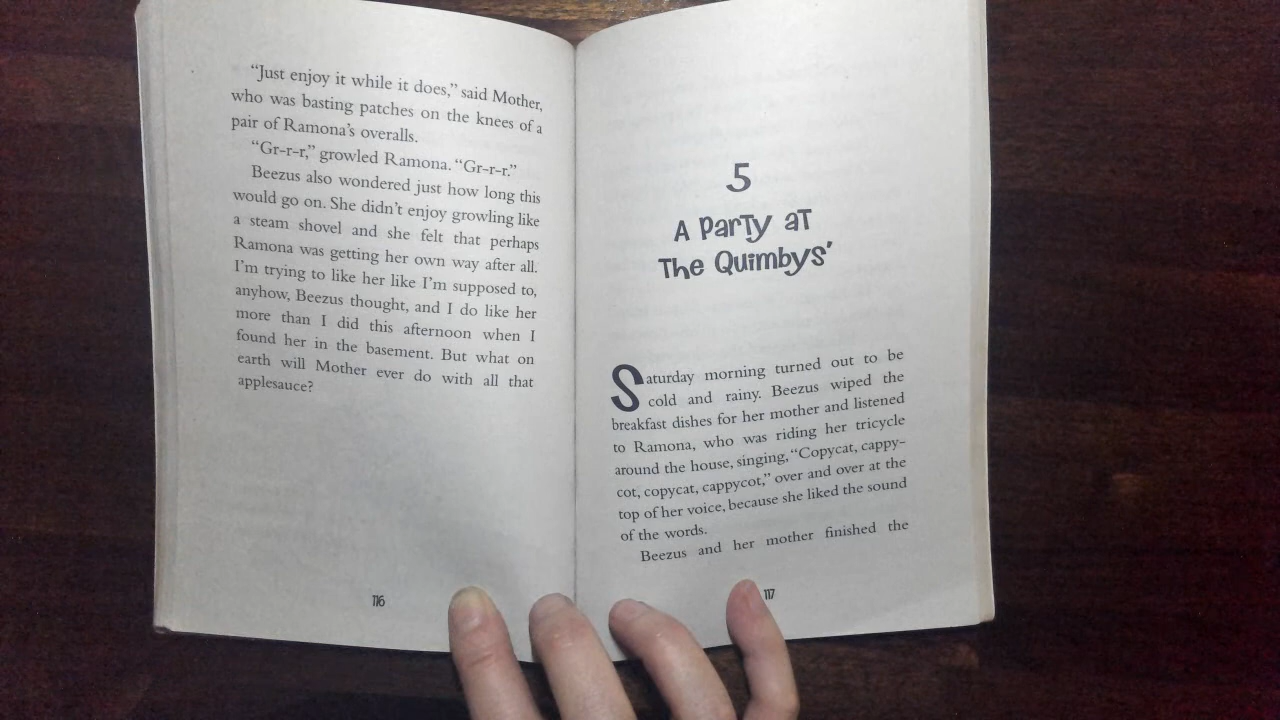 “Just enjoy it while it does,” said Mother,
who was basting patches on the knees of a
pair of Ramona’s overalls.
“Gr-r-r,” growled Ramona. “Gr-r-r.”
Beezus also wondered just how long this
would go on. She didn’t enjoy growling like
a steam shovel and she felt that perhaps
Ramona was getting her own way after all.
I’m trying to like her like I’m supposed to,
anyhow, Beezus thought, and I do like her
more than I did this afternoon when I
found her in the basement. But what on
earth will Mother ever do with all that
applesauce?
116
5
A Party at
The Quimbys’
Saturday morning turned out to be
cold and rainy. Beezus wiped the
breakfast dishes for her mother and listened
to Ramona, who was riding her tricycle
around the house, singing, “Copycat, cappy-
cot, copycat, cappycot,” over and over at the
top of her voice, because she liked the sound
of the words.
Beezus and her mother finished the
117